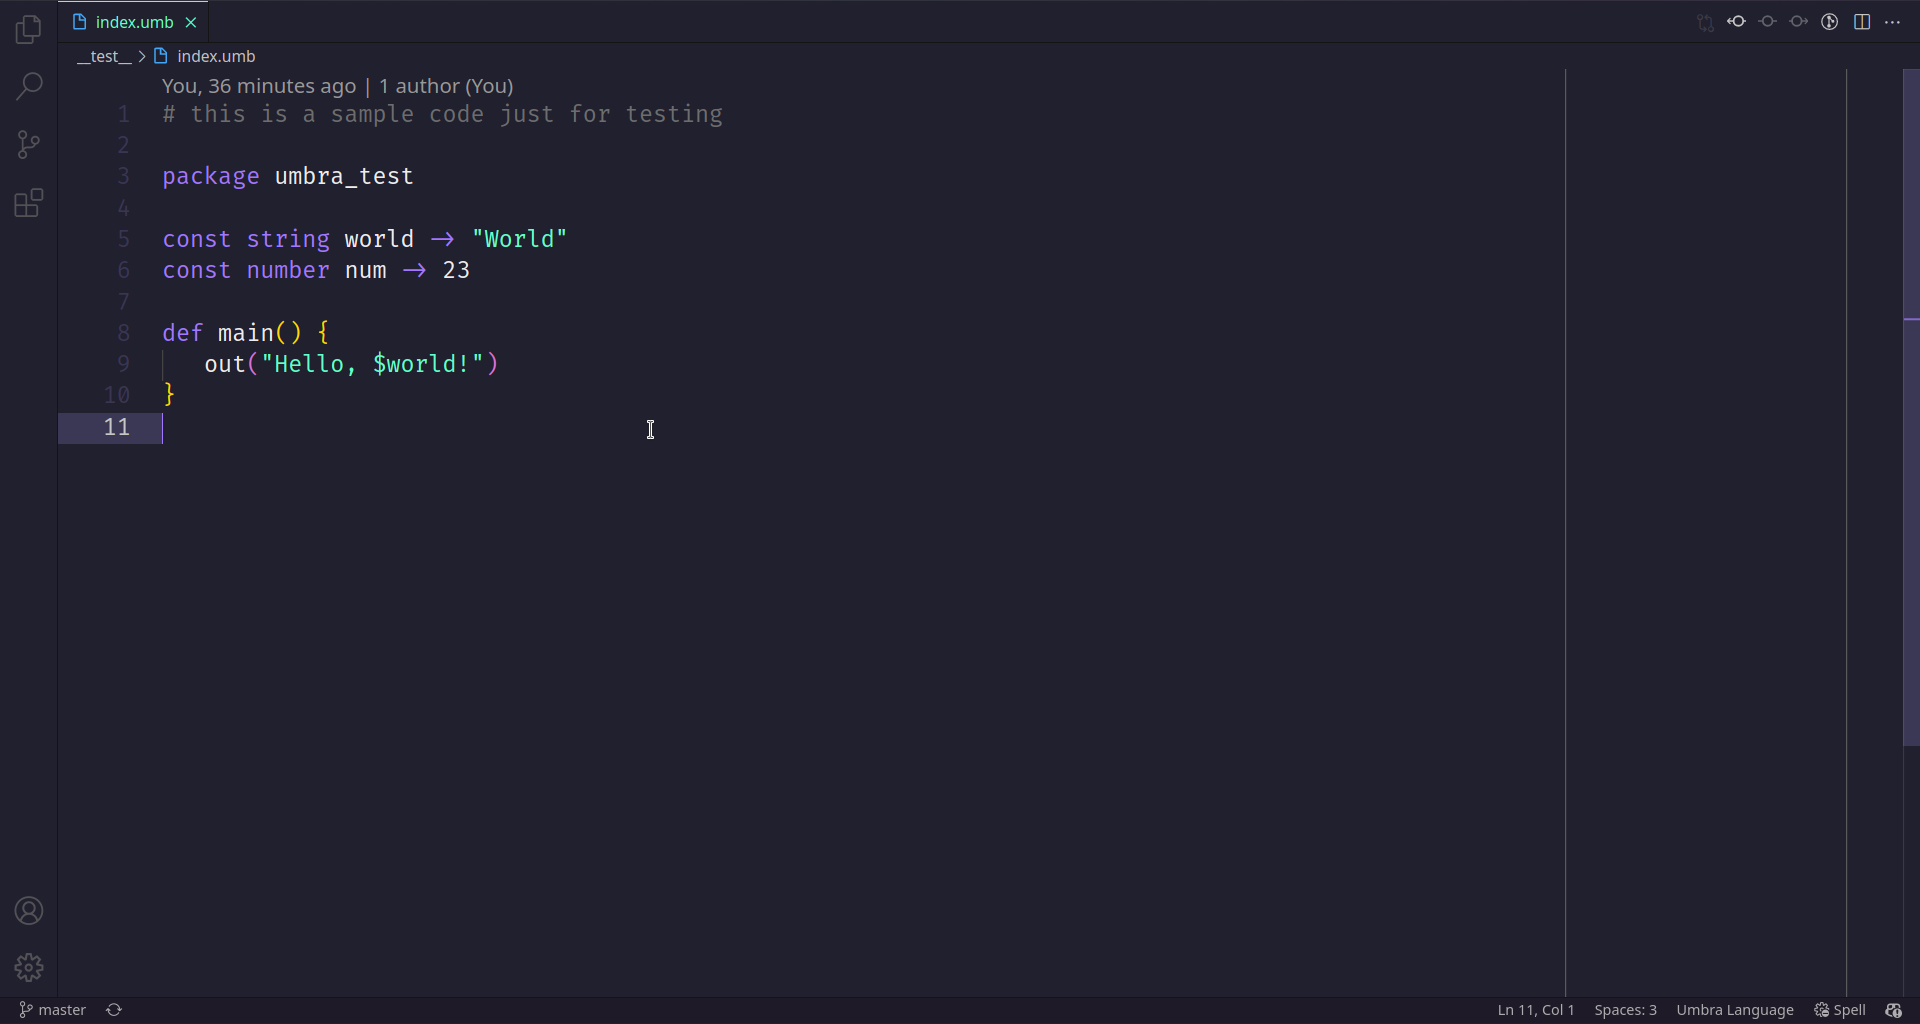 index.umb
__test__ > index.umb
You, 36 minutes ago | 1 author (You)
1 # this is a sample code just for testing
2
3 package umbra_test
4
5 const string world -> "World"
6 const number num -> 23
7
8 def main() {
9 out("Hello, $world!")
10 }
11
master Ln 11, Col 1 Spaces: 3 Umbra Language Spell